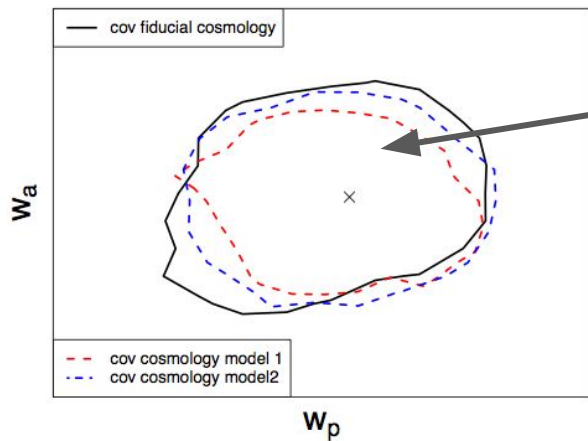 cov fiducial cosmology
wa
cov cosmology model 1
cov cosmology model2
wp